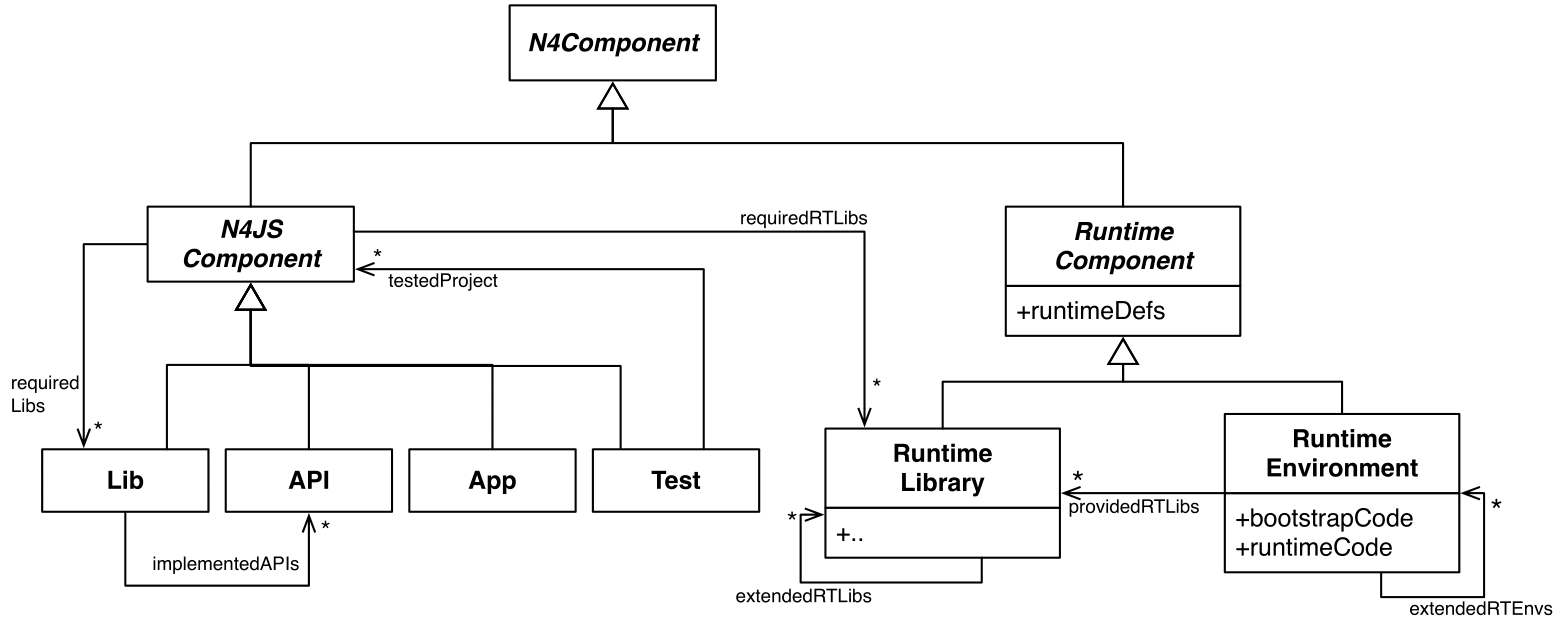 N4Component
N4JS
Component
requiredRTLibs
*
testedProject
Runtime
Component
+runtimeDefs
required
Libs
*
*
Lib
API
App
Test
*
implementedAPIs
Runtime
Library
+..
*
extendedRTLibs
*
providedRTLibs
Runtime
Environment
+bootstrapCode
+runtimeCode
*
extendedRTEnvs